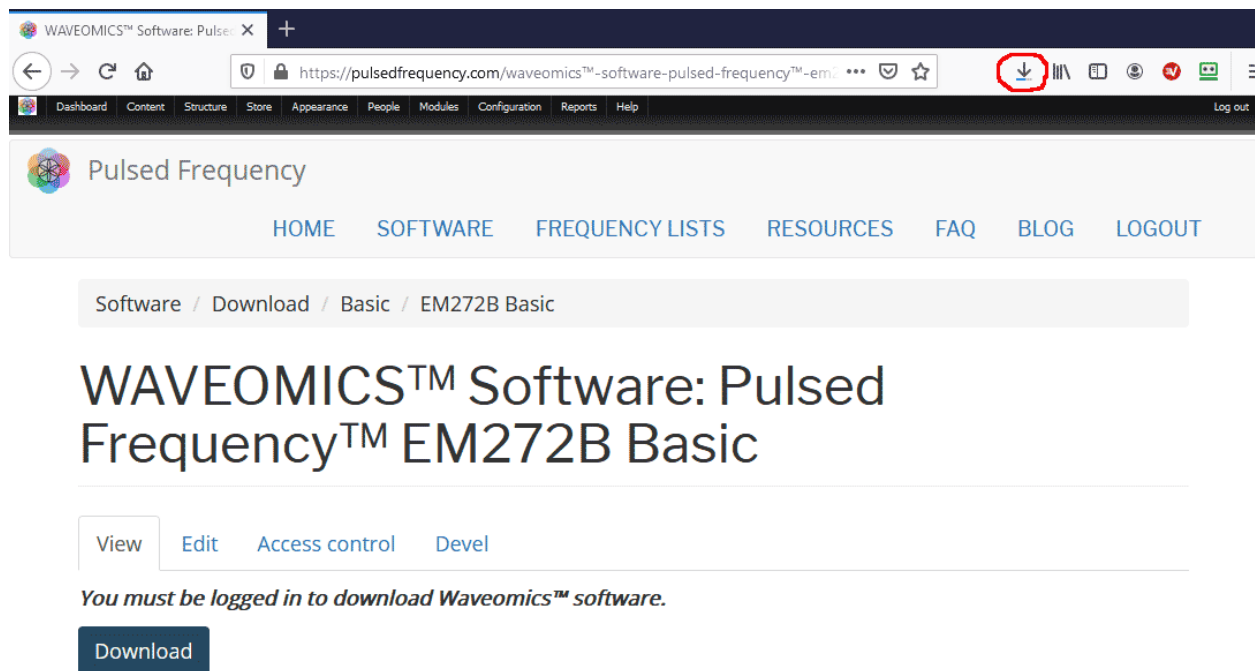 WAVEOMICS™ Software: Pulsed
https://pulsedfrequency.com/waveomics™-software-pulsed-frequency™-em2
Dashboard Content Structure Store Appearance People Modules Configuration Reports Help Log out
Pulsed Frequency
HOME SOFTWARE FREQUENCY LISTS RESOURCES FAQ BLOG LOGOUT
Software / Download / Basic / EM272B Basic
WAVEOMICS™ Software: Pulsed
Frequency™ EM272B Basic
View Edit Access control Devel
You must be logged in to download Waveomics™ software.
Download